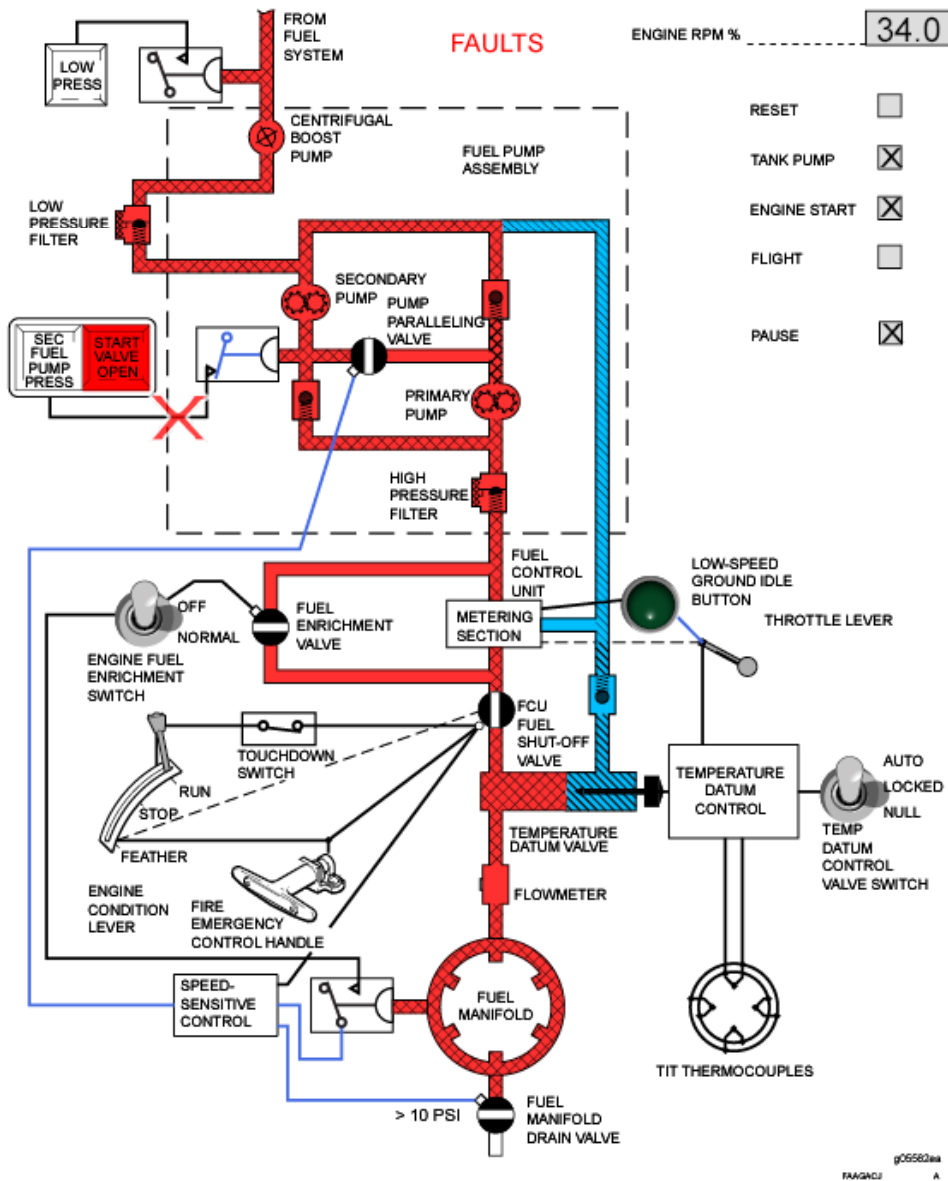 FROM
FUEL
SYSTEM
FAULTS
ENGINE RPM %
34.0
LOW
PRESS
RESET
CENTRIFUGAL
BOOST
PUMP
FUEL PUMP
ASSEMBLY
TANK PUMP
LOW
PRESSURE
FILTER
ENGINE START
FLIGHT
SECONDARY
PUMP
PUMP
PARALLELING
VALVE
SEC
FUEL
PUMP
PRESS
START
VALVE
OPEN
PAUSE
PRIMARY
PUMP
HIGH
PRESSURE
FILTER
FUEL
CONTROL
UNIT
LOW-SPEED
GROUND IDLE
BUTTON
THROTTLE LEVER
OFF
NORMAL
FUEL
ENRICHMENT
VALVE
METERING
SECTION
ENGINE FUEL
ENRICHMENT
SWITCH
FCU
FUEL
SHUT-OFF
VALVE
TOUCHDOWN
SWITCH
RUN
STOP
FEATHER
TEMPERATURE
DATUM
CONTROL
AUTO
LOCKED
NULL
TEMPERATURE
DATUM VALVE
TEMP
DATUM
CONTROL
VALVE SWITCH
ENGINE
CONDITION
LEVER
FIRE
EMERGENCY
CONTROL HANDLE
FLOWMETER
SPEED-
SENSITIVE
CONTROL
FUEL
MANIFOLD
TIT THERMOCOUPLES
> 10 PSI
FUEL
MANIFOLD
DRAIN VALVE
g05582ea
FAAGACJ A